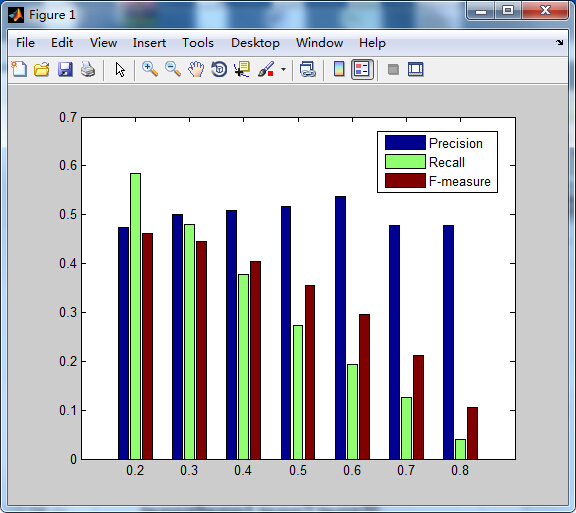 Figure 1
File Edit View Insert Tools Desktop Window Help
0.7
Precision
Recall
F-measure
0.6
0.5
0.4
0.3
0.2
0.1
0
0.2 0.3 0.4 0.5 0.6 0.7 0.8